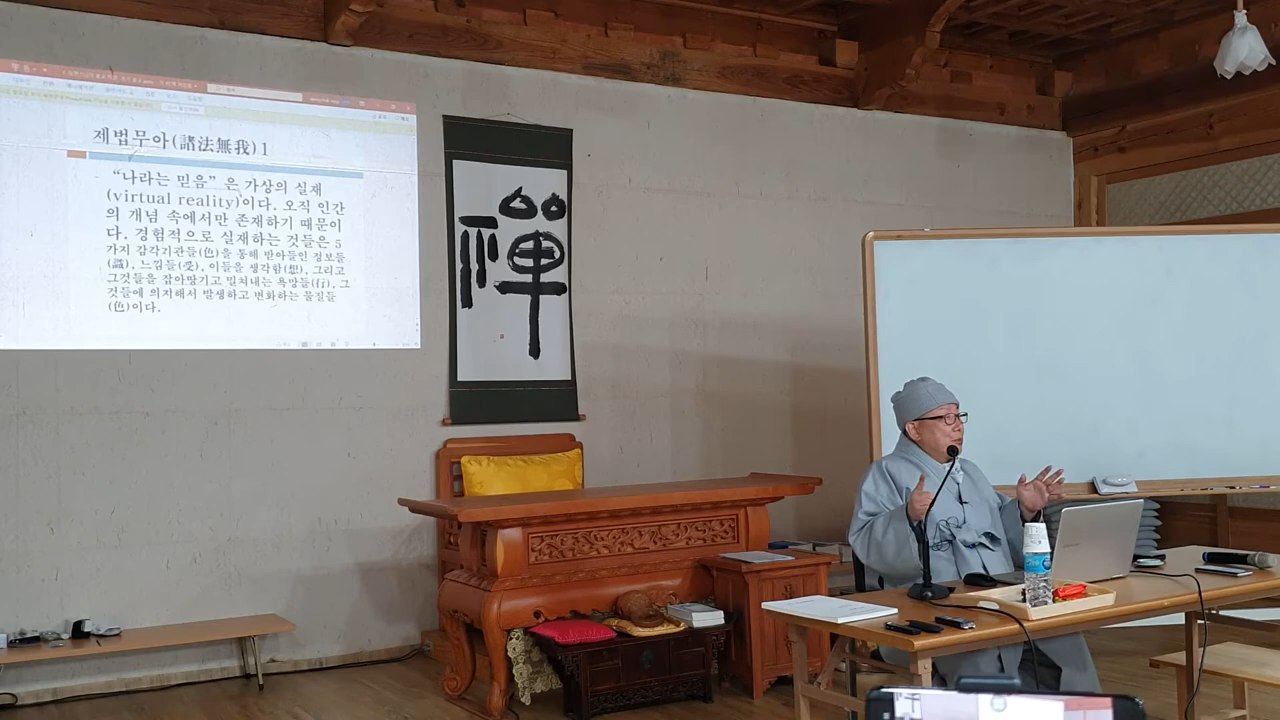 제법무아(諸法無我)1
“나라는 믿음” 은 가상의 실재
(virtual reality)이다. 오직 인간
의 개념 속에서만 존재하기 때문이
다. 경험적으로 실재하는 것들은 5
가지 감각기관들(色)을 통해 받아들인 정보들
(識), 느낌들(受), 이들을 생각함(想), 그리고
그것들을 잡아땅기고 밀쳐내는 욕망들(行), 그
것들에 의지해서 발생하고 변화하는 물질들
(色)이다.
禪